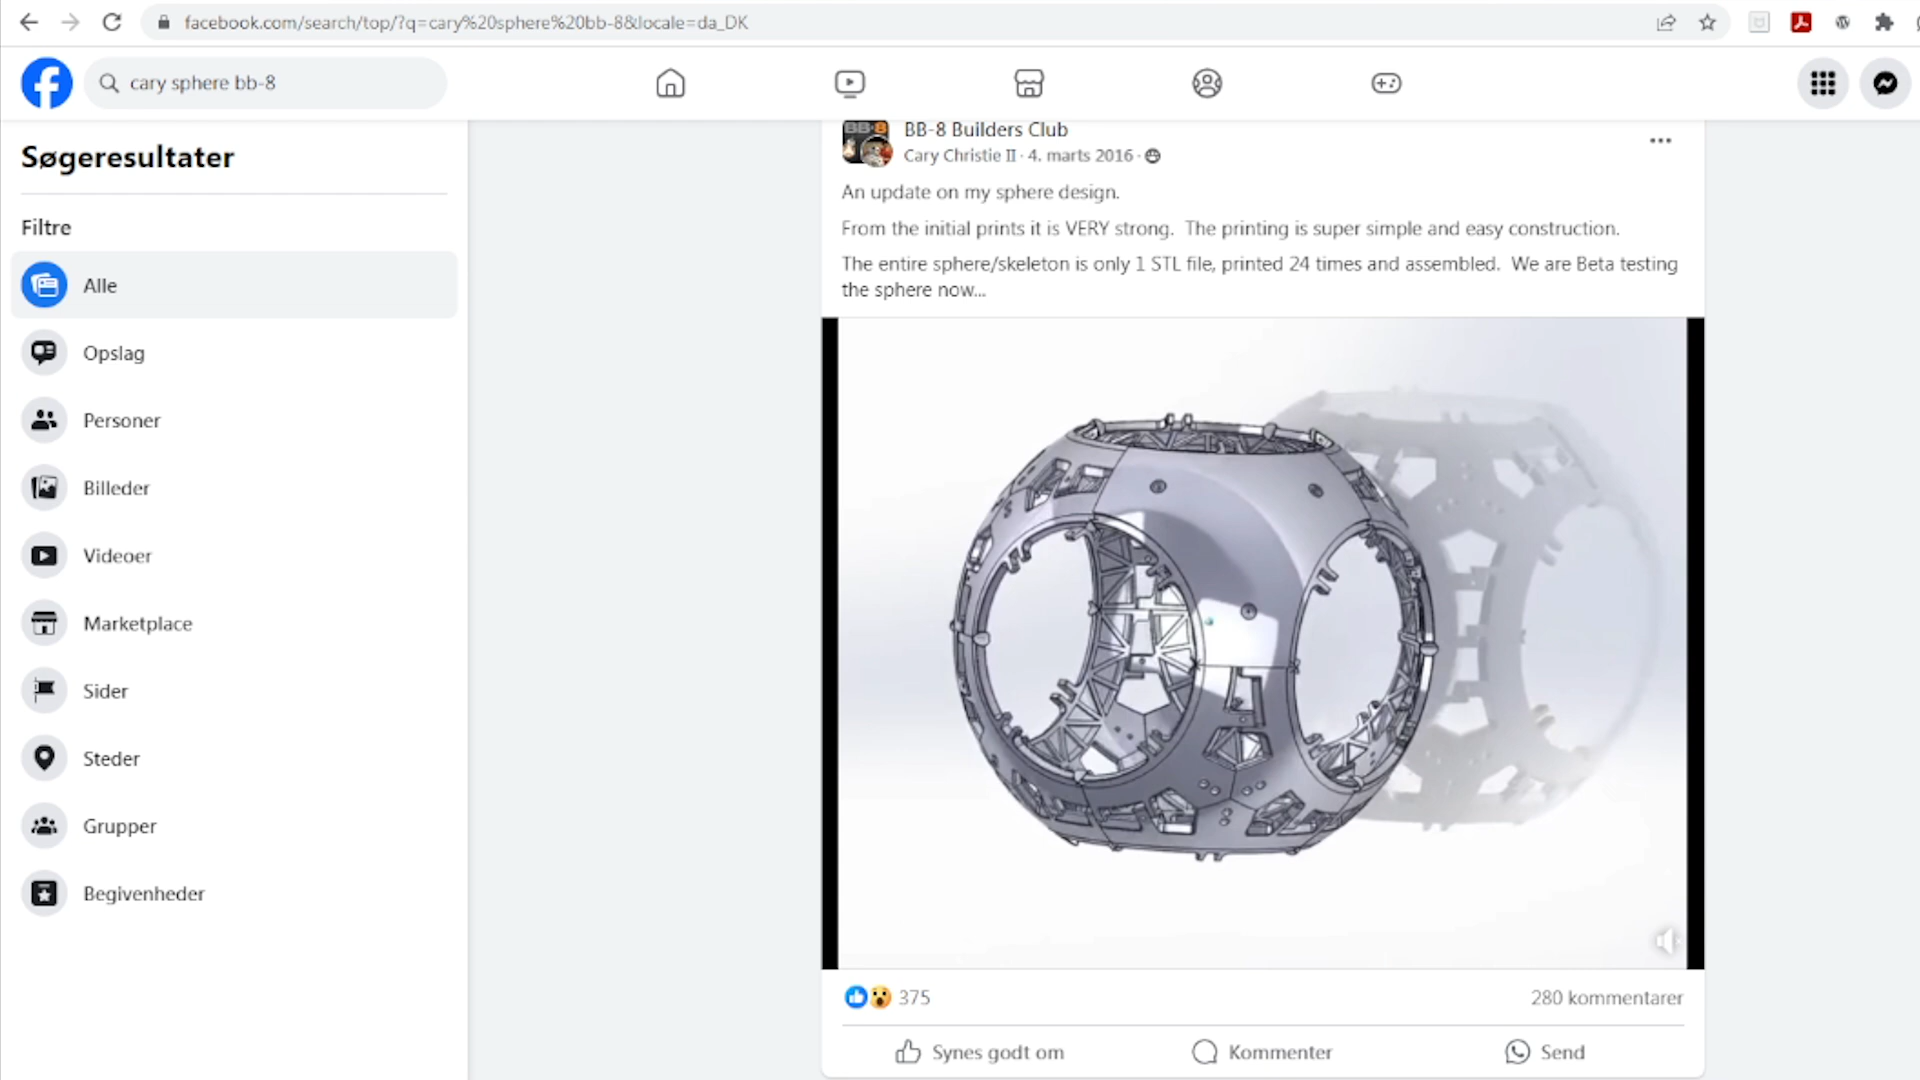 facebook.com/search/top/?q=cary%20sphere%20bb-8&locale=da_DK
cary sphere bb-8
Søgeresultater
Filtre
Alle
Opslag
Personer
Billeder
Videoer
Marketplace
Sider
Steder
Grupper
Begivenheder
BB-8
BB-8 Builders Club
Cary Christie II · 4. marts 2016 ·
An update on my sphere design.
From the initial prints it is VERY strong. The printing is super simple and easy construction.
The entire sphere/skeleton is only 1 STL file, printed 24 times and assembled. We are Beta testing
the sphere now...
375
280 kommentarer
Synes godt om
Kommenter
Send